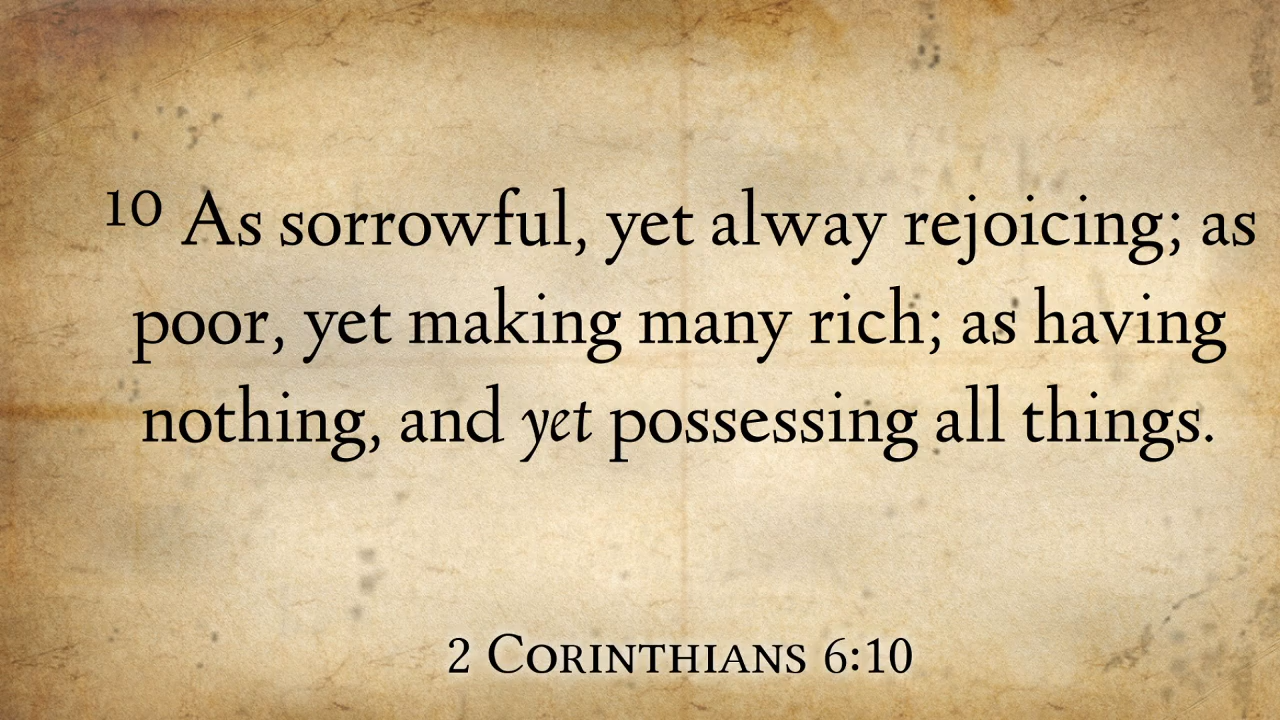 10 As sorrowful, yet alway rejoicing; as
poor, yet making many rich; as having
nothing, and yet possessing all things.
2 Corinthians 6:10